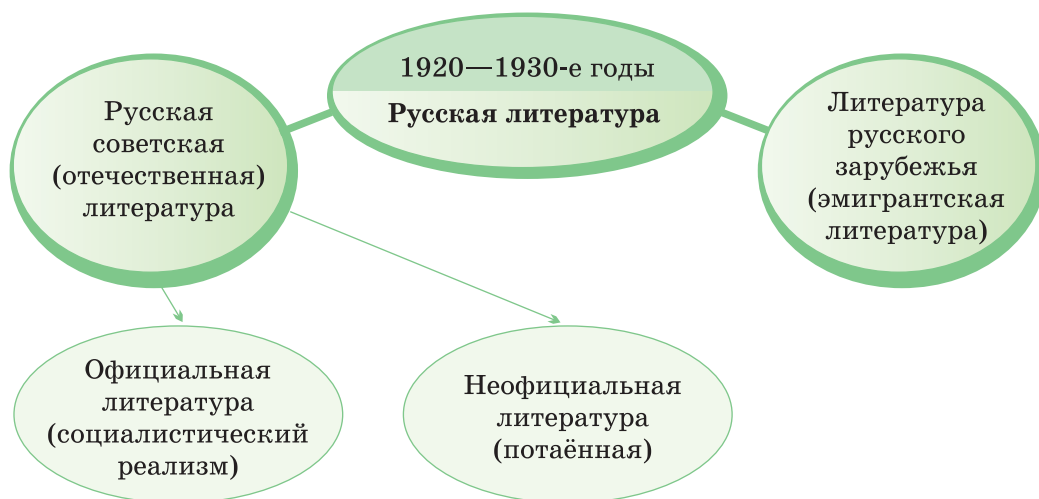 1920—1930-е годы
Русская литература
Русская
советская
(отечественная)
литература
Литература
русского
зарубежья
(эмигрантская
литература)
Официальная
литература
(социалистический
реализм)
Неофициальная
литература
(потаённая)